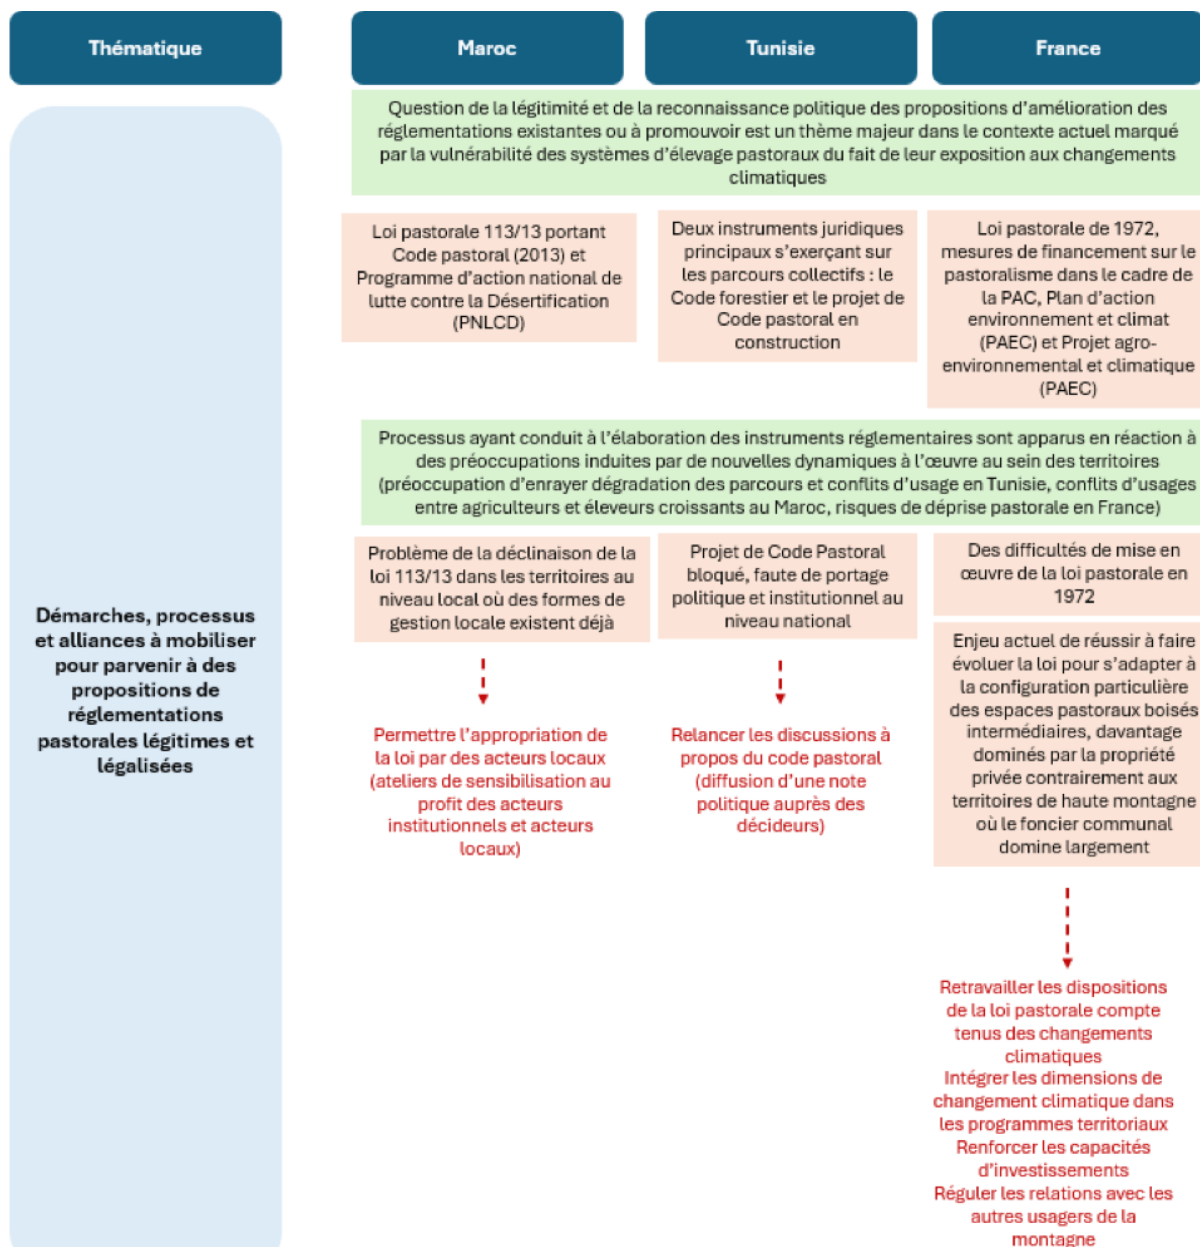 Thématique
Maroc
Tunisie
France
Question de la légitimité et de la reconnaissance politique des propositions d'amélioration des
réglementations existantes ou à promouvoir est un thème majeur dans le contexte actuel marqué
par la vulnérabilité des systèmes d'élevage pastoraux du fait de leur exposition aux changements
climatiques
Loi pastorale 113/13 portant
Code pastoral (2013) et
Programme d'action national de
lutte contre la Désertification
(PNLCD)
Deux instruments juridiques
principaux s'exerçant sur
les parcours collectifs : le
Code forestier et le projet de
Code pastoral en
construction
Loi pastorale de 1972,
mesures de financement sur le
pastoralisme dans le cadre de
la PAC, Plan d'action
environnement et climat
(PAEC) et Projet agro-
environnemental et climatique
(PAEC)
Processus ayant conduit à l'élaboration des instruments réglementaires sont apparus en réaction à
des préoccupations induites par de nouvelles dynamiques à l'œuvre au sein des territoires
(préoccupation d'enrayer dégradation des parcours et conflits d'usage en Tunisie, conflits d'usages
entre agriculteurs et éleveurs croissants au Maroc, risques de déprise pastorale en France)
Démarches, processus
et alliances à mobiliser
pour parvenir à des
propositions de
réglementations
pastorales légitimes et
légalisées
Problème de la déclinaison de la
loi 113/13 dans les territoires au
niveau local où des formes de
gestion locale existent déjà
Permettre l'appropriation de
la loi par des acteurs locaux
(ateliers de sensibilisation au
profit des acteurs
institutionnels et acteurs
locaux)
Projet de Code Pastoral
bloqué, faute de portage
politique et institutionnel au
niveau national
Relancer les discussions à
propos du code pastoral
(diffusion d'une note
politique auprès des
décideurs)
Des difficultés de mise en
œuvre de la loi pastorale en
1972
Enjeu actuel de réussir à faire
évoluer la loi pour s'adapter à
la configuration particulière
des espaces pastoraux boisés
intermédiaires, davantage
dominés par la propriété
privée contrairement aux
territoires de haute montagne
où le foncier communal
domine largement
Retravailler les dispositions
de la loi pastorale compte
tenus des changements
climatiques
Intégrer les dimensions de
changement climatique dans
les programmes territoriaux
Renforcer les capacités
d'investissements
Réguler les relations avec les
autres usagers de la
montagne